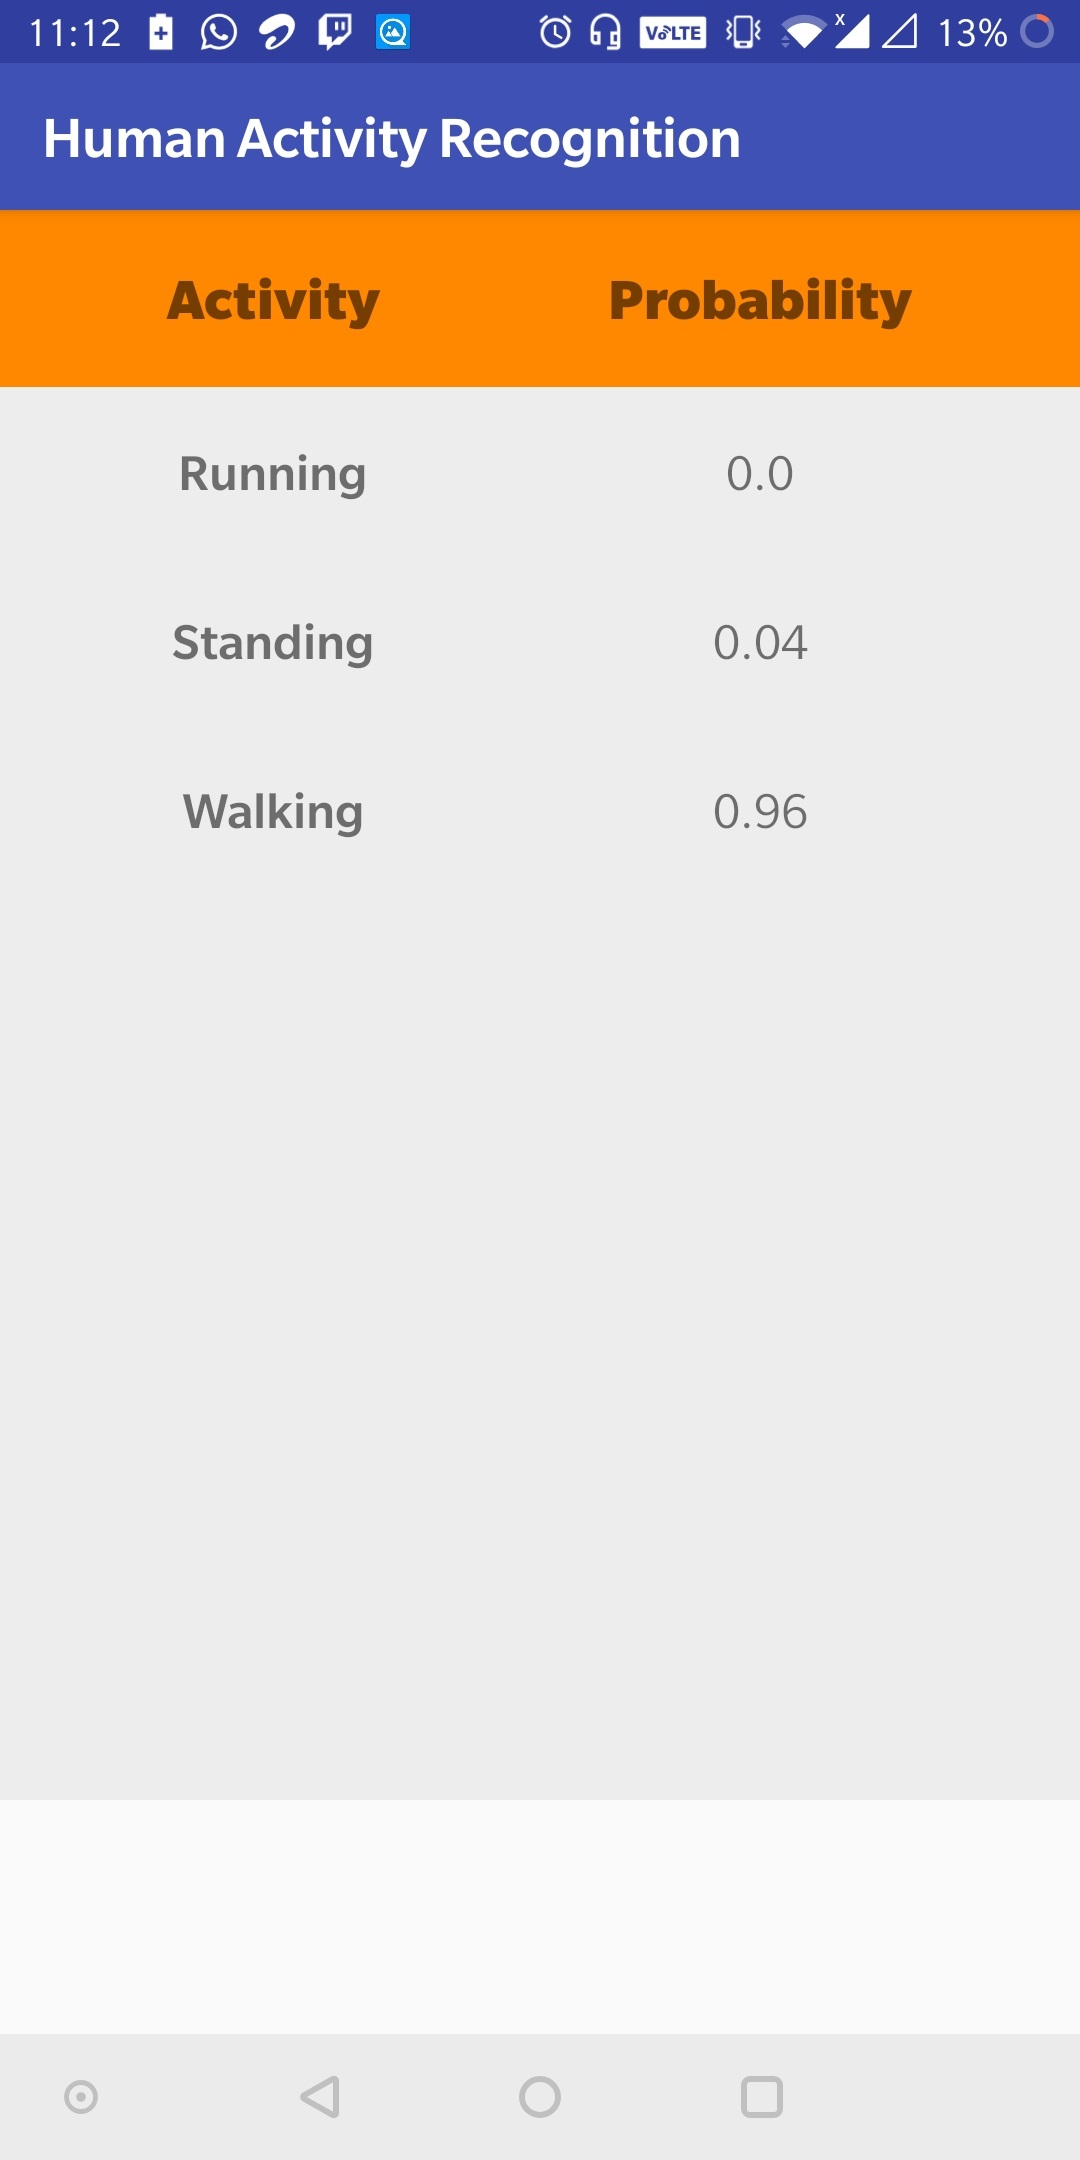 11:12 VoLTE x 13%
Human Activity Recognition
Activity Probability
Running 0.0
Standing 0.04
Walking 0.96